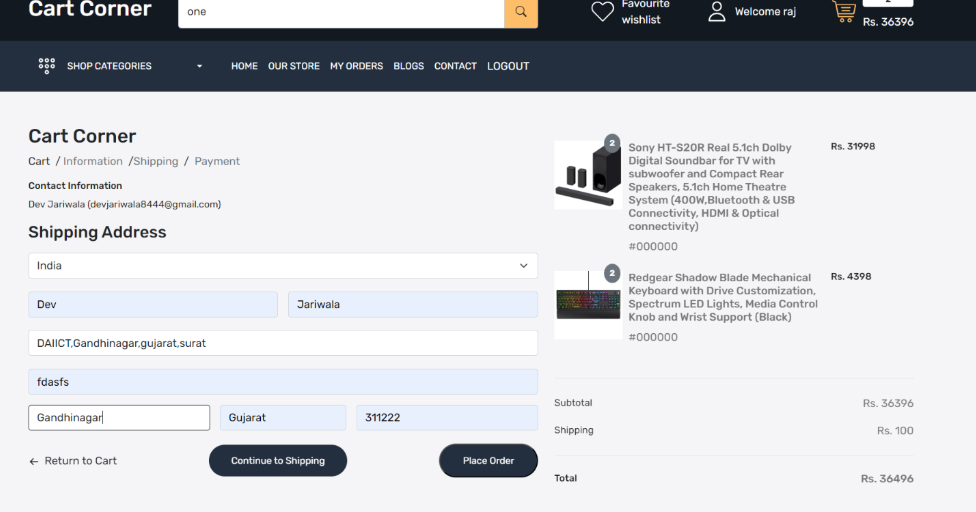 Cart Corner
one
Favourite
wishlist
Welcome raj
Rs. 36396
SHOP CATEGORIES
HOME OUR STORE MY ORDERS BLOGS CONTACT LOGOUT
Cart Corner
Cart / Information /Shipping / Payment
Contact Information
Dev Jariwala (devjariwala8444@gmail.com)
Shipping Address
India
Dev
Jariwala
DAIICT,Gandhinagar,gujarat,surat
fdasfs
Gandhinagar
Gujarat
311222
← Return to Cart
Continue to Shipping
Place Order
2
Sony HT-S20R Real 5.1ch Dolby
Digital Soundbar for TV with
subwoofer and Compact Rear
Speakers, 5.1ch Home Theatre
System (400W,Bluetooth & USB
Connectivity, HDMI & Optical
connectivity)
#000000
Rs. 31998
2
Redgear Shadow Blade Mechanical
Keyboard with Drive Customization,
Spectrum LED Lights, Media Control
Knob and Wrist Support (Black)
#000000
Rs. 4398
Subtotal
Rs. 36396
Shipping
Rs. 100
Total
Rs. 36496